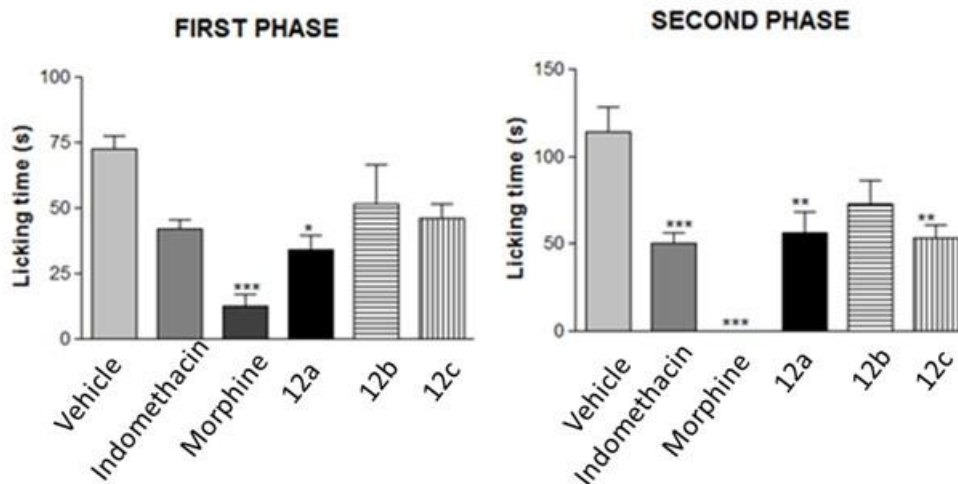 FIRST PHASE
Licking time (s)
100
75
50
25
0
***
*
Vehicle
Indomethacin
Morphine
12a
12b
12c
SECOND PHASE
Licking time (s)
150
100
50
0
***
***
**
**
Vehicle
Indomethacin
Morphine
12a
12b
12c